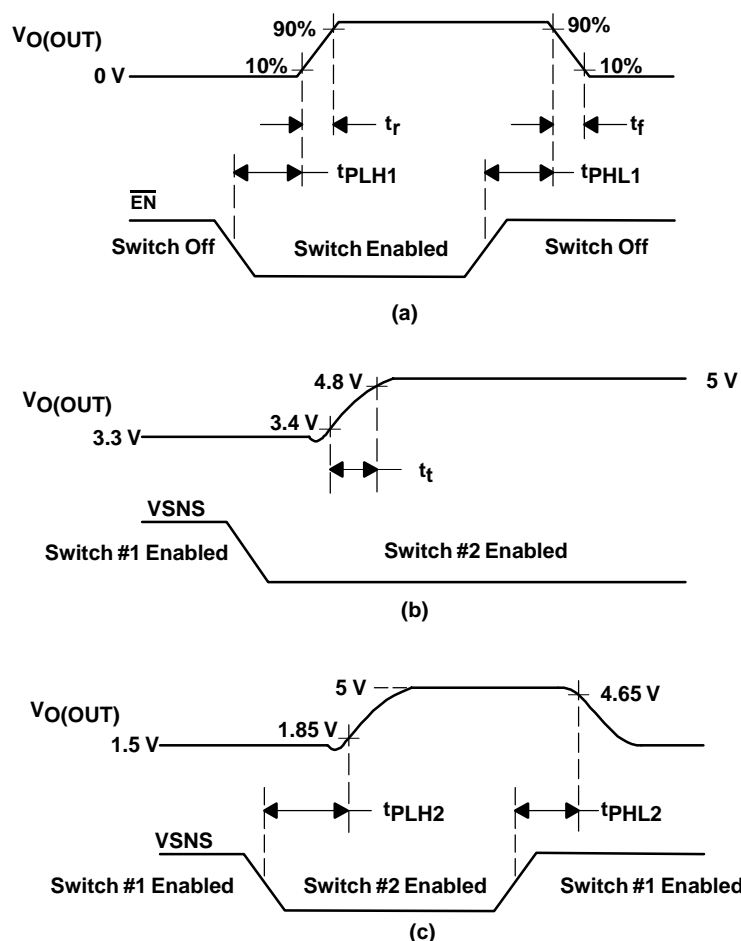 VO(OUT)
90%
90%
10%
10%
0 V
tr
tf
tPLH1
tPHL1
EN
Switch Off
Switch Enabled
Switch Off
(a)
4.8 V
5 V
VO(OUT)
3.4 V
3.3 V
tt
VSNS
Switch #1 Enabled
Switch #2 Enabled
(b)
5 V
4.65 V
VO(OUT)
1.85 V
1.5 V
tPLH2
tPHL2
VSNS
Switch #1 Enabled
Switch #2 Enabled
Switch #1 Enabled
(c)